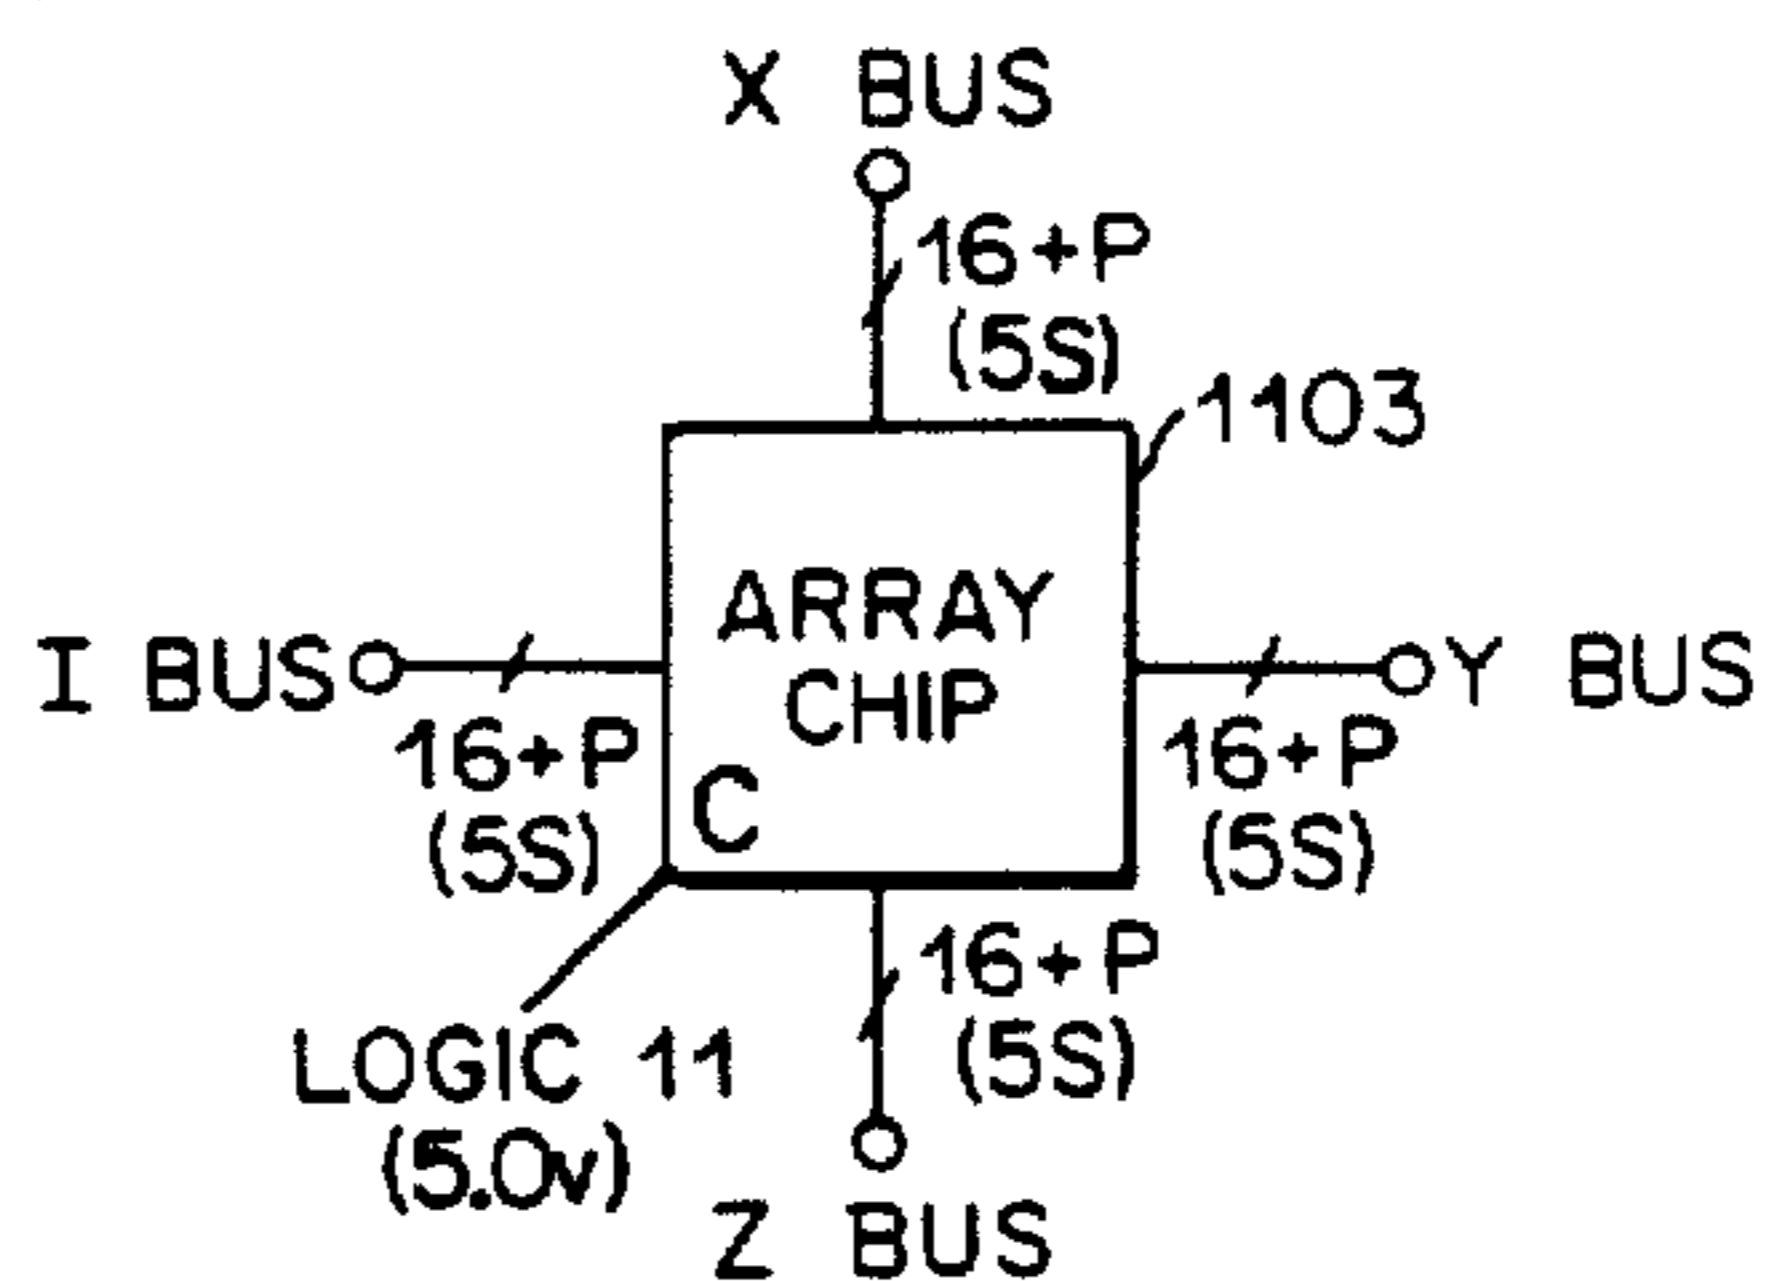 X BUS
16+P
(5S)
1103
ARRAY
CHIP
I BUS
Y BUS
16+P
(5S)
16+P
(5S)
C
16+P
(5S)
LOGIC 11
(5.0v)
Z BUS